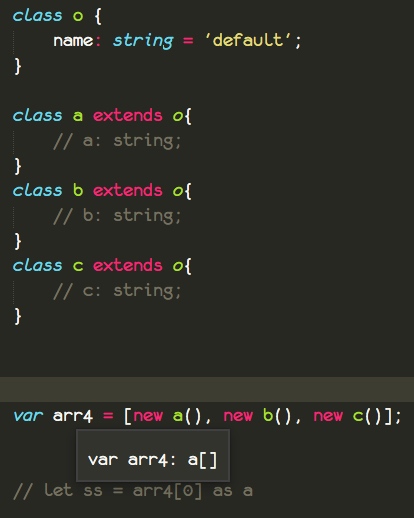 class o {
name: string = 'default';
}
class a extends o{
// a: string;
}
class b extends o{
// b: string;
}
class c extends o{
// c: string;
}
var arr4 = [new a(), new b(), new c()];
var arr4: a[]
// let ss = arr4[0] as a